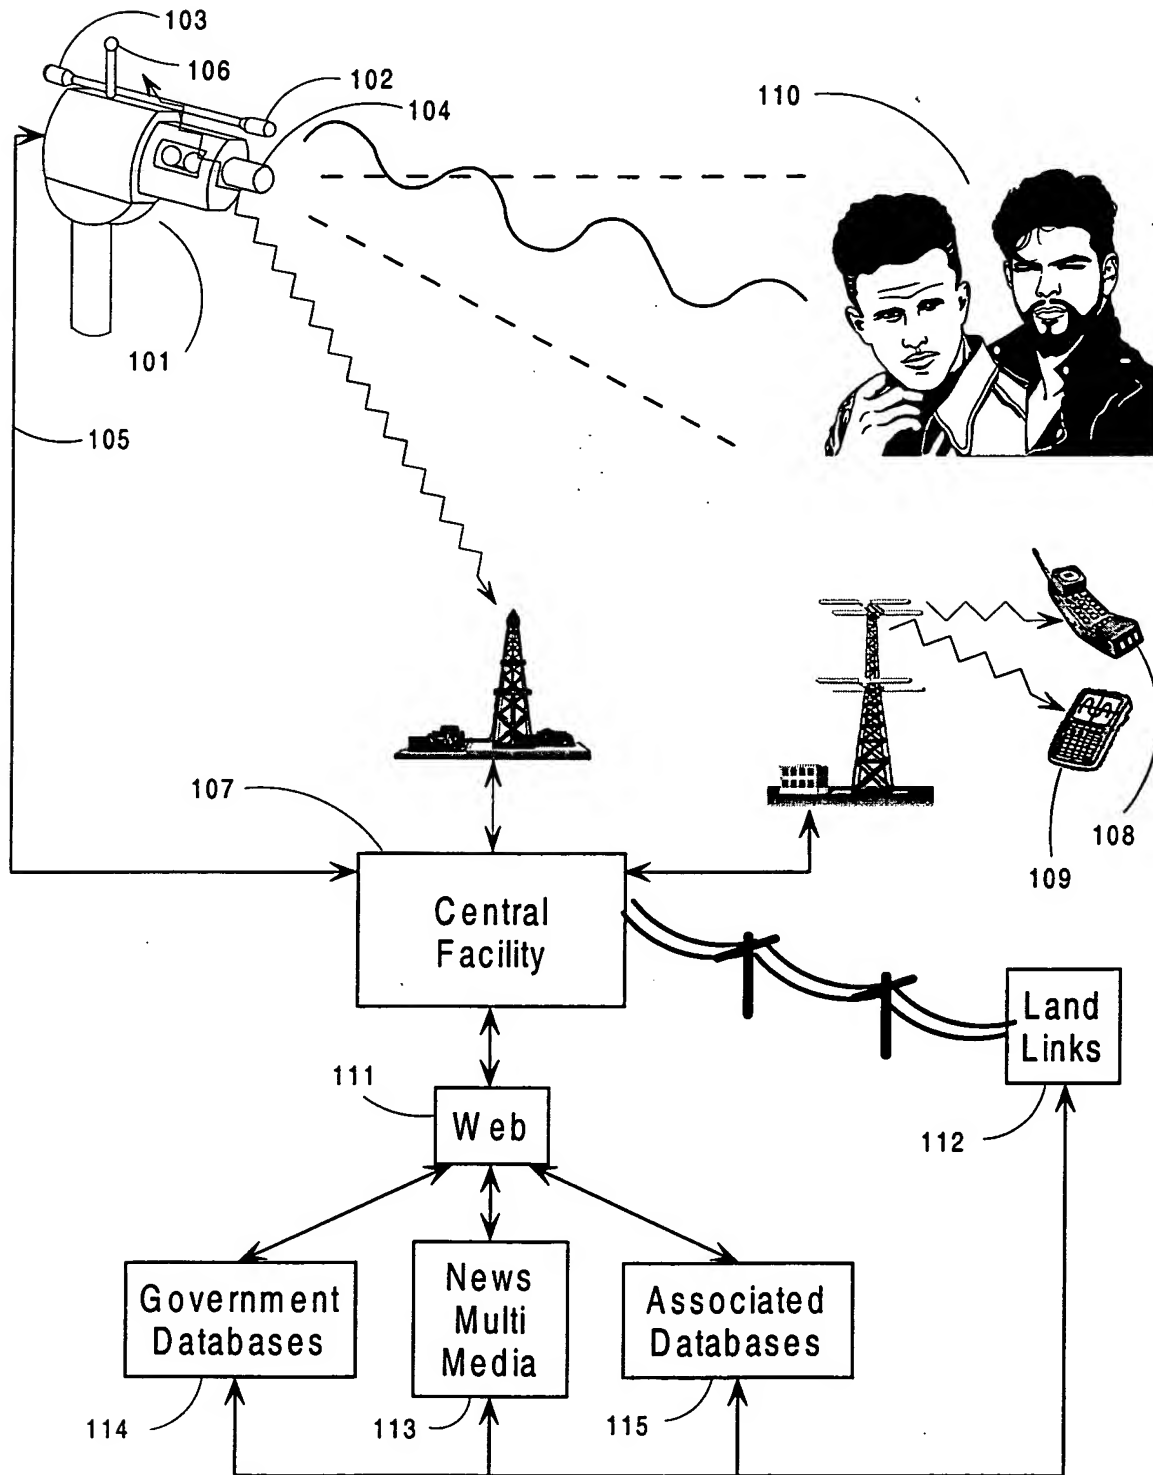 103
106
102
104
110
101
105
107
108
109
Central
Facility
Land
Links
111
Web
112
Government
Databases
News
Multi
Media
Associated
Databases
114
113
115